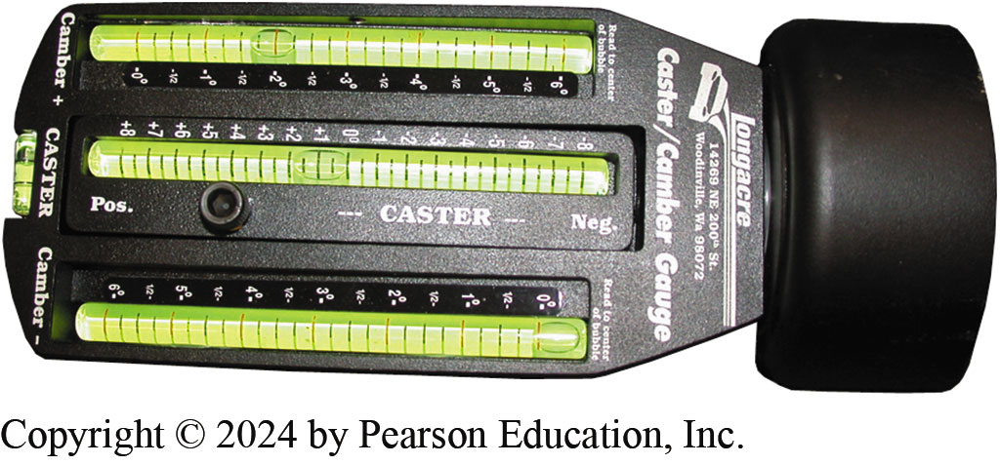 Camber +
Read to center
of bubble
-0° -½ -1° -½ -2° -½ -3° -½ -4° -½ -5° -½ -6°
CASTER
+8 +7 +6 +5 +4 +3 +2 +1 0° -1 -2 -3 -4 -5 -6 -7 -8
Pos.
--- CASTER ---
Neg.
Camber -
6° ½- 5° ½- 4° ½- 3° ½- 2° ½- 1° ½- 0°
Read to center
of bubble
Caster/Camber Gauge
Longacre
14269 NE 200th St.
Woodinville, Wa 98072
Copyright © 2024 by Pearson Education, Inc.